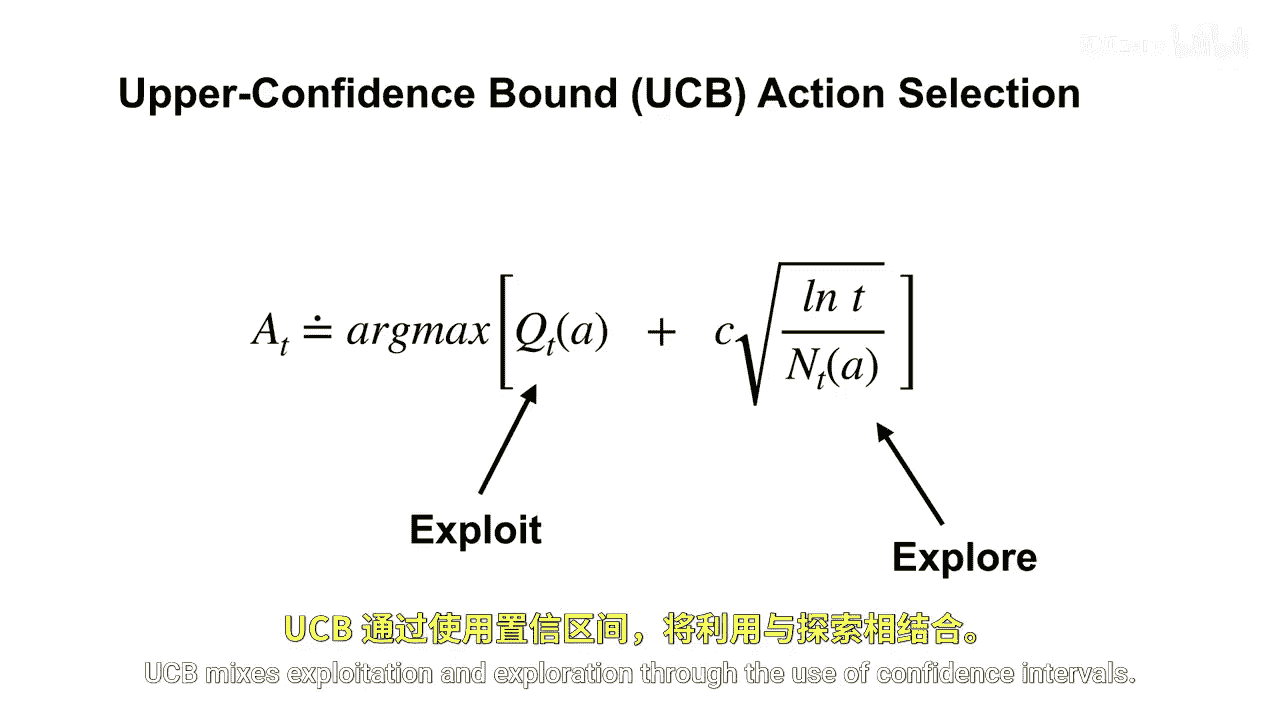 Upper-Confidence Bound (UCB) Action Selection
A_t ≐ argmax [ Q_t(a) + c √( ln t / N_t(a) ) ]
Exploit
Explore
UCB 通过使用置信区间，将利用与探索相结合。
UCB mixes exploitation and exploration through the use of confidence intervals.